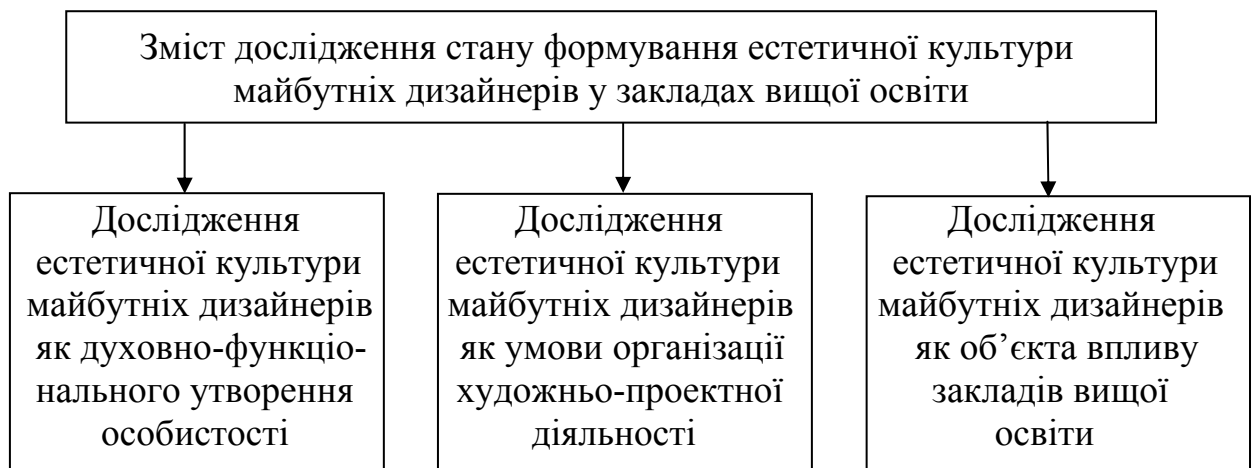 Зміст дослідження стану формування естетичної культури
майбутніх дизайнерів у закладах вищої освіти
Дослідження
естетичної культури
майбутніх дизайнерів
як духовно-функціо-
нального утворення
особистості
Дослідження
естетичної культури
майбутніх дизайнерів
як умови організації
художньо-проектної
діяльності
Дослідження
естетичної культури
майбутніх дизайнерів
як об’єкта впливу
закладів вищої
освіти